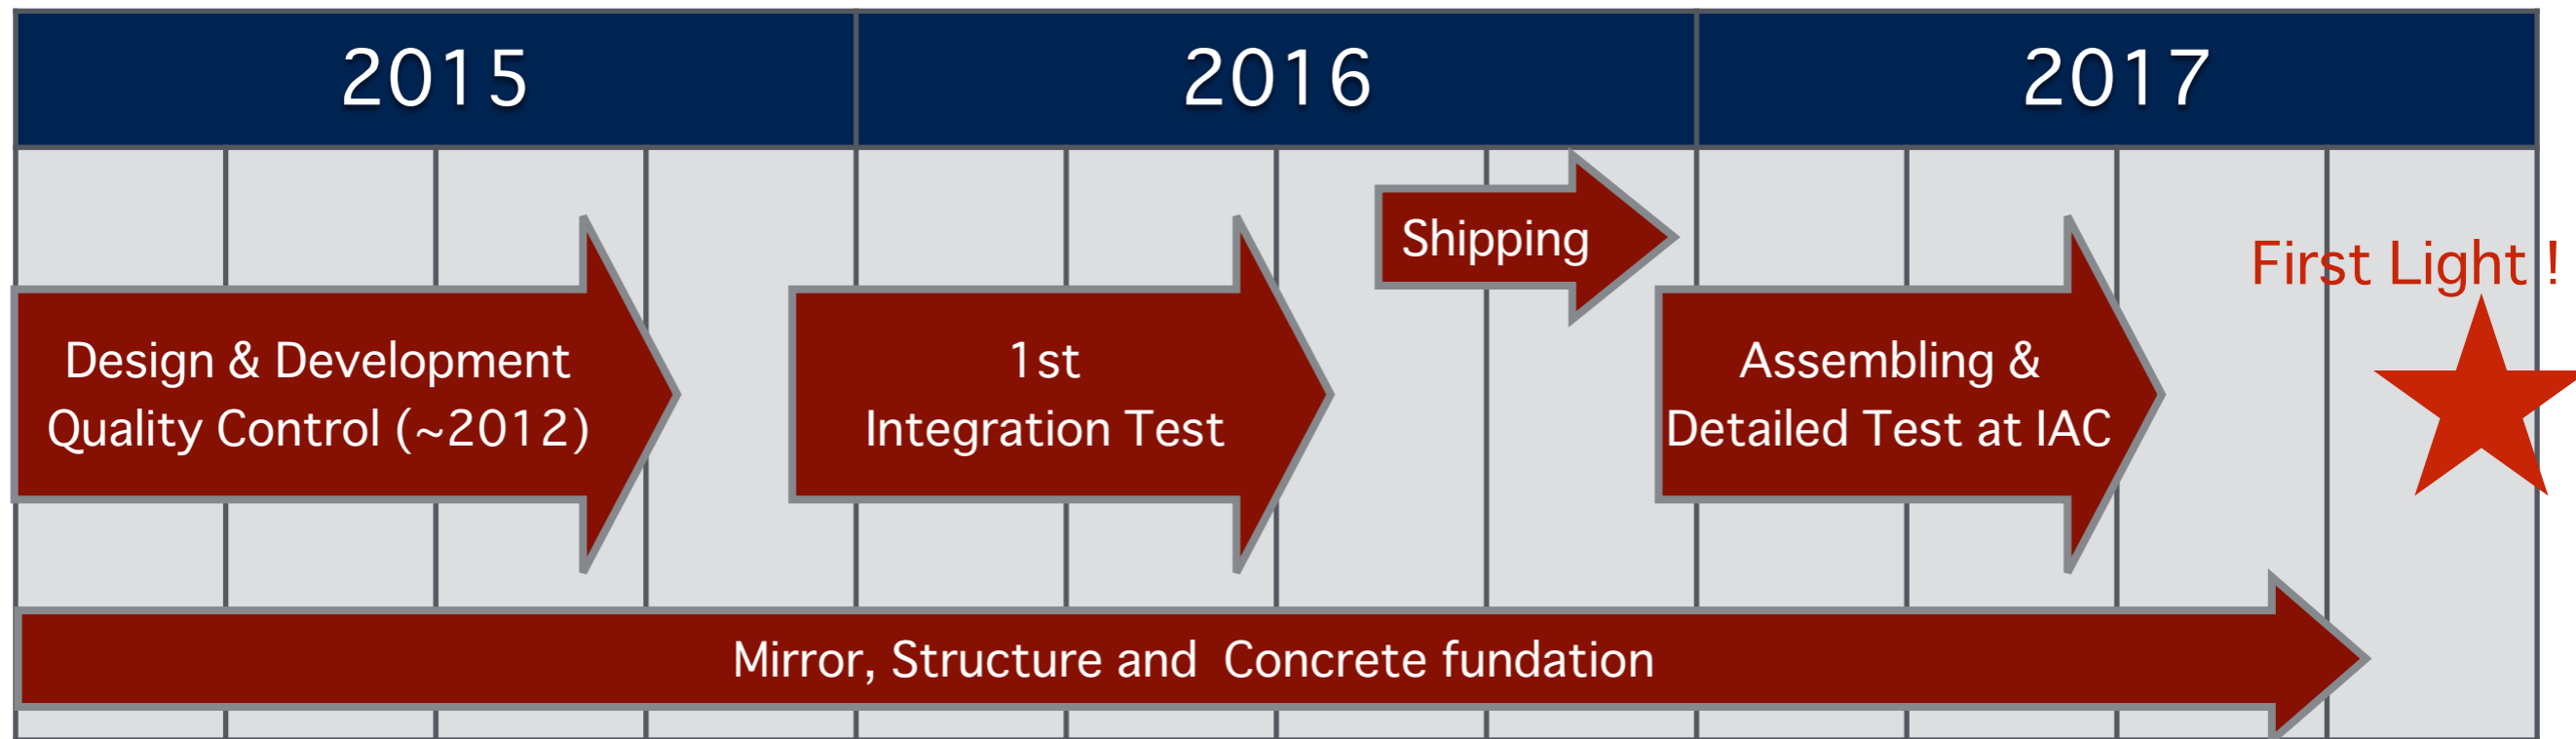 2015
2016
2017
Shipping
First Light !
Design & Development
Quality Control (~2012)
1st
Integration Test
Assembling &
Detailed Test at IAC
Mirror, Structure and  Concrete fundation